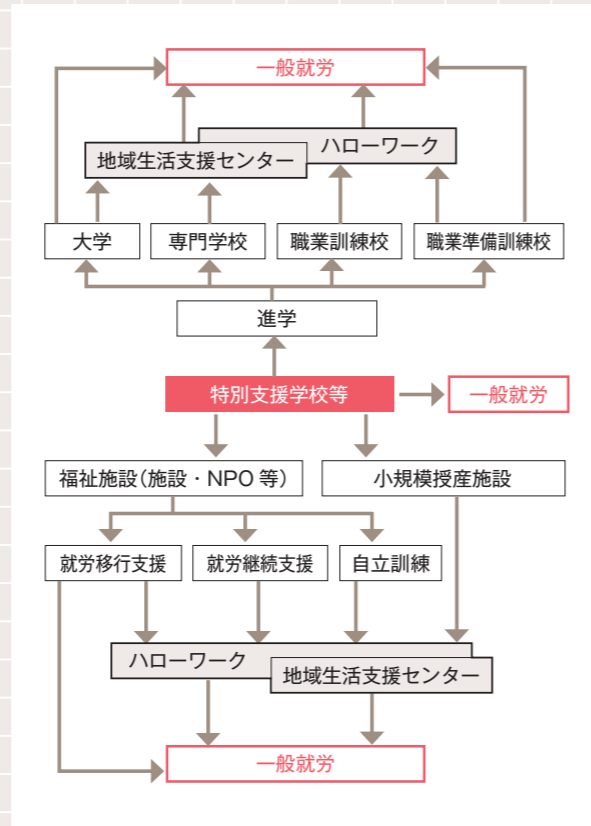 一般就労
ハローワーク
地域生活支援センター
大学
専門学校
職業訓練校
職業準備訓練校
進学
特別支援学校等
一般就労
福祉施設(施設・NPO 等)
小規模授産施設
就労移行支援
就労継続支援
自立訓練
ハローワーク
地域生活支援センター
一般就労